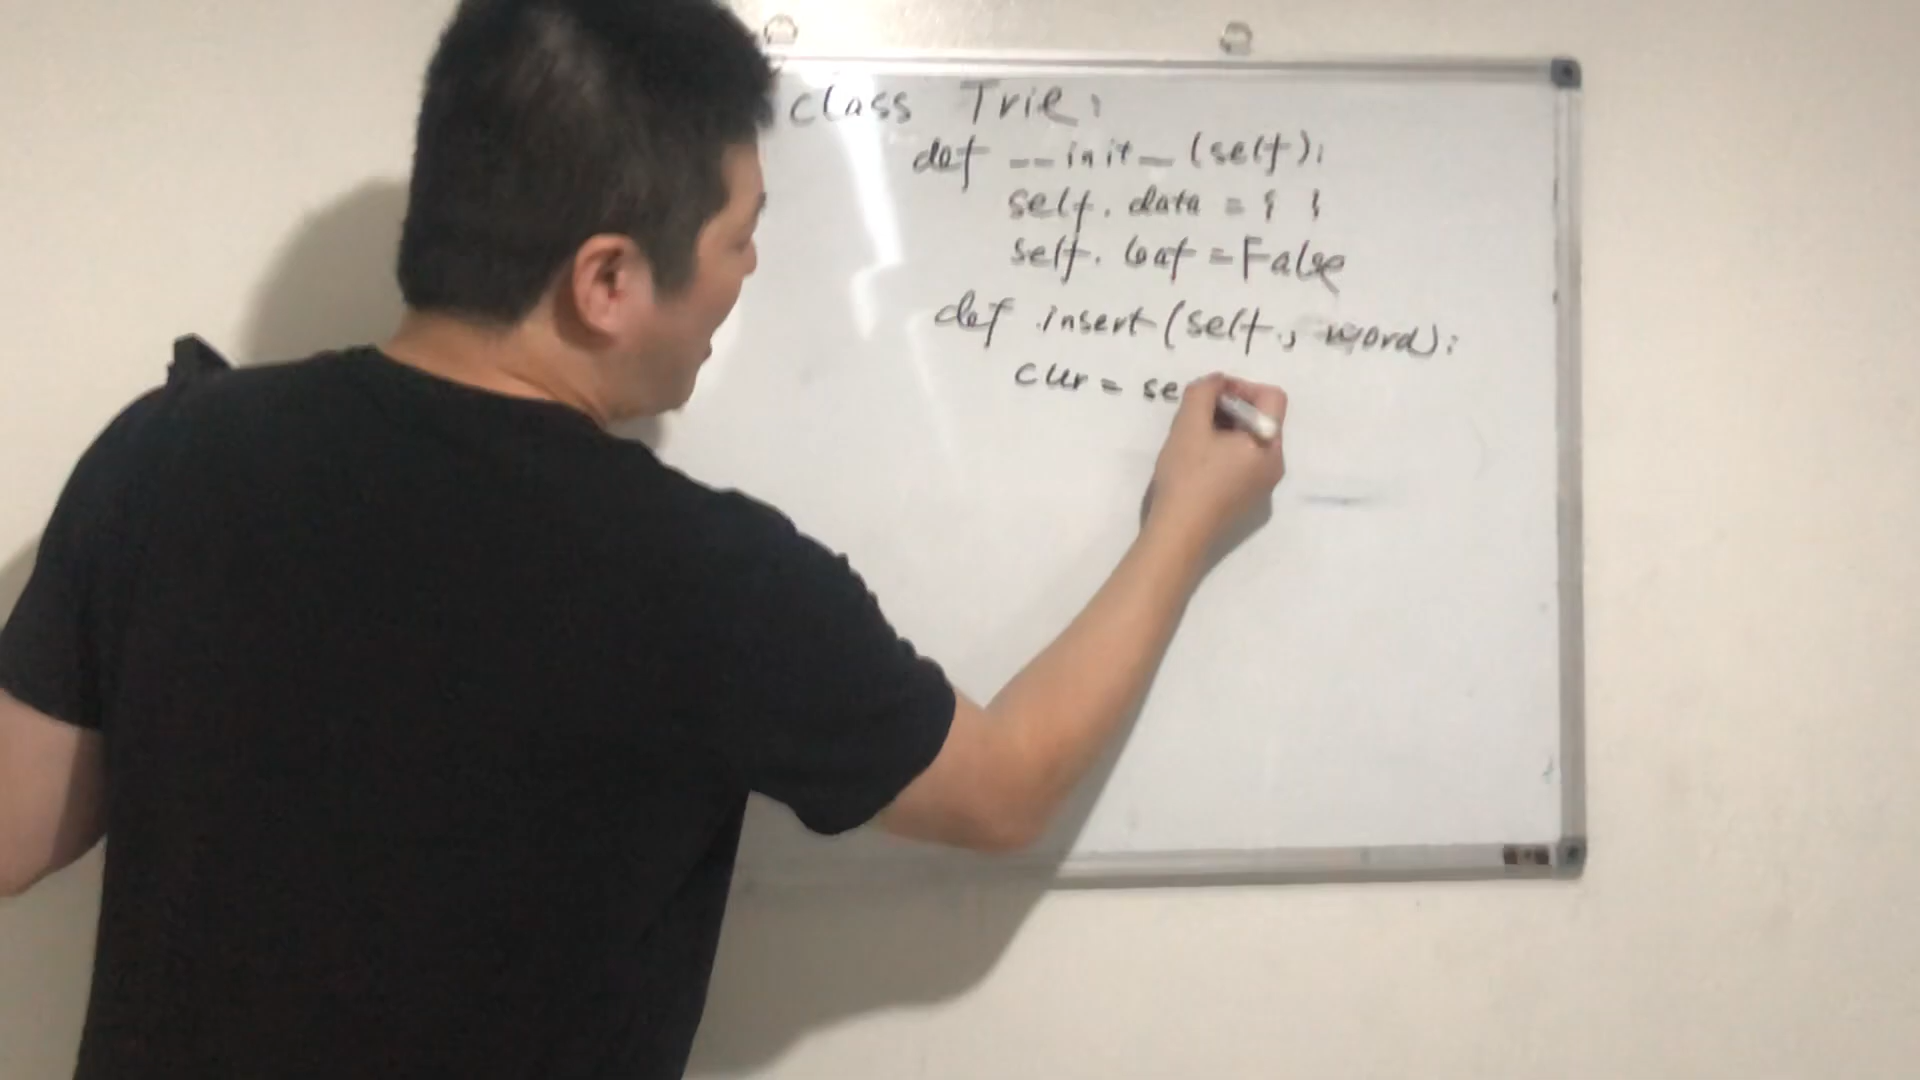 class Trie:
def __init__(self):
self.data = { }
self.leaf = False
def insert(self, word):
cur = se